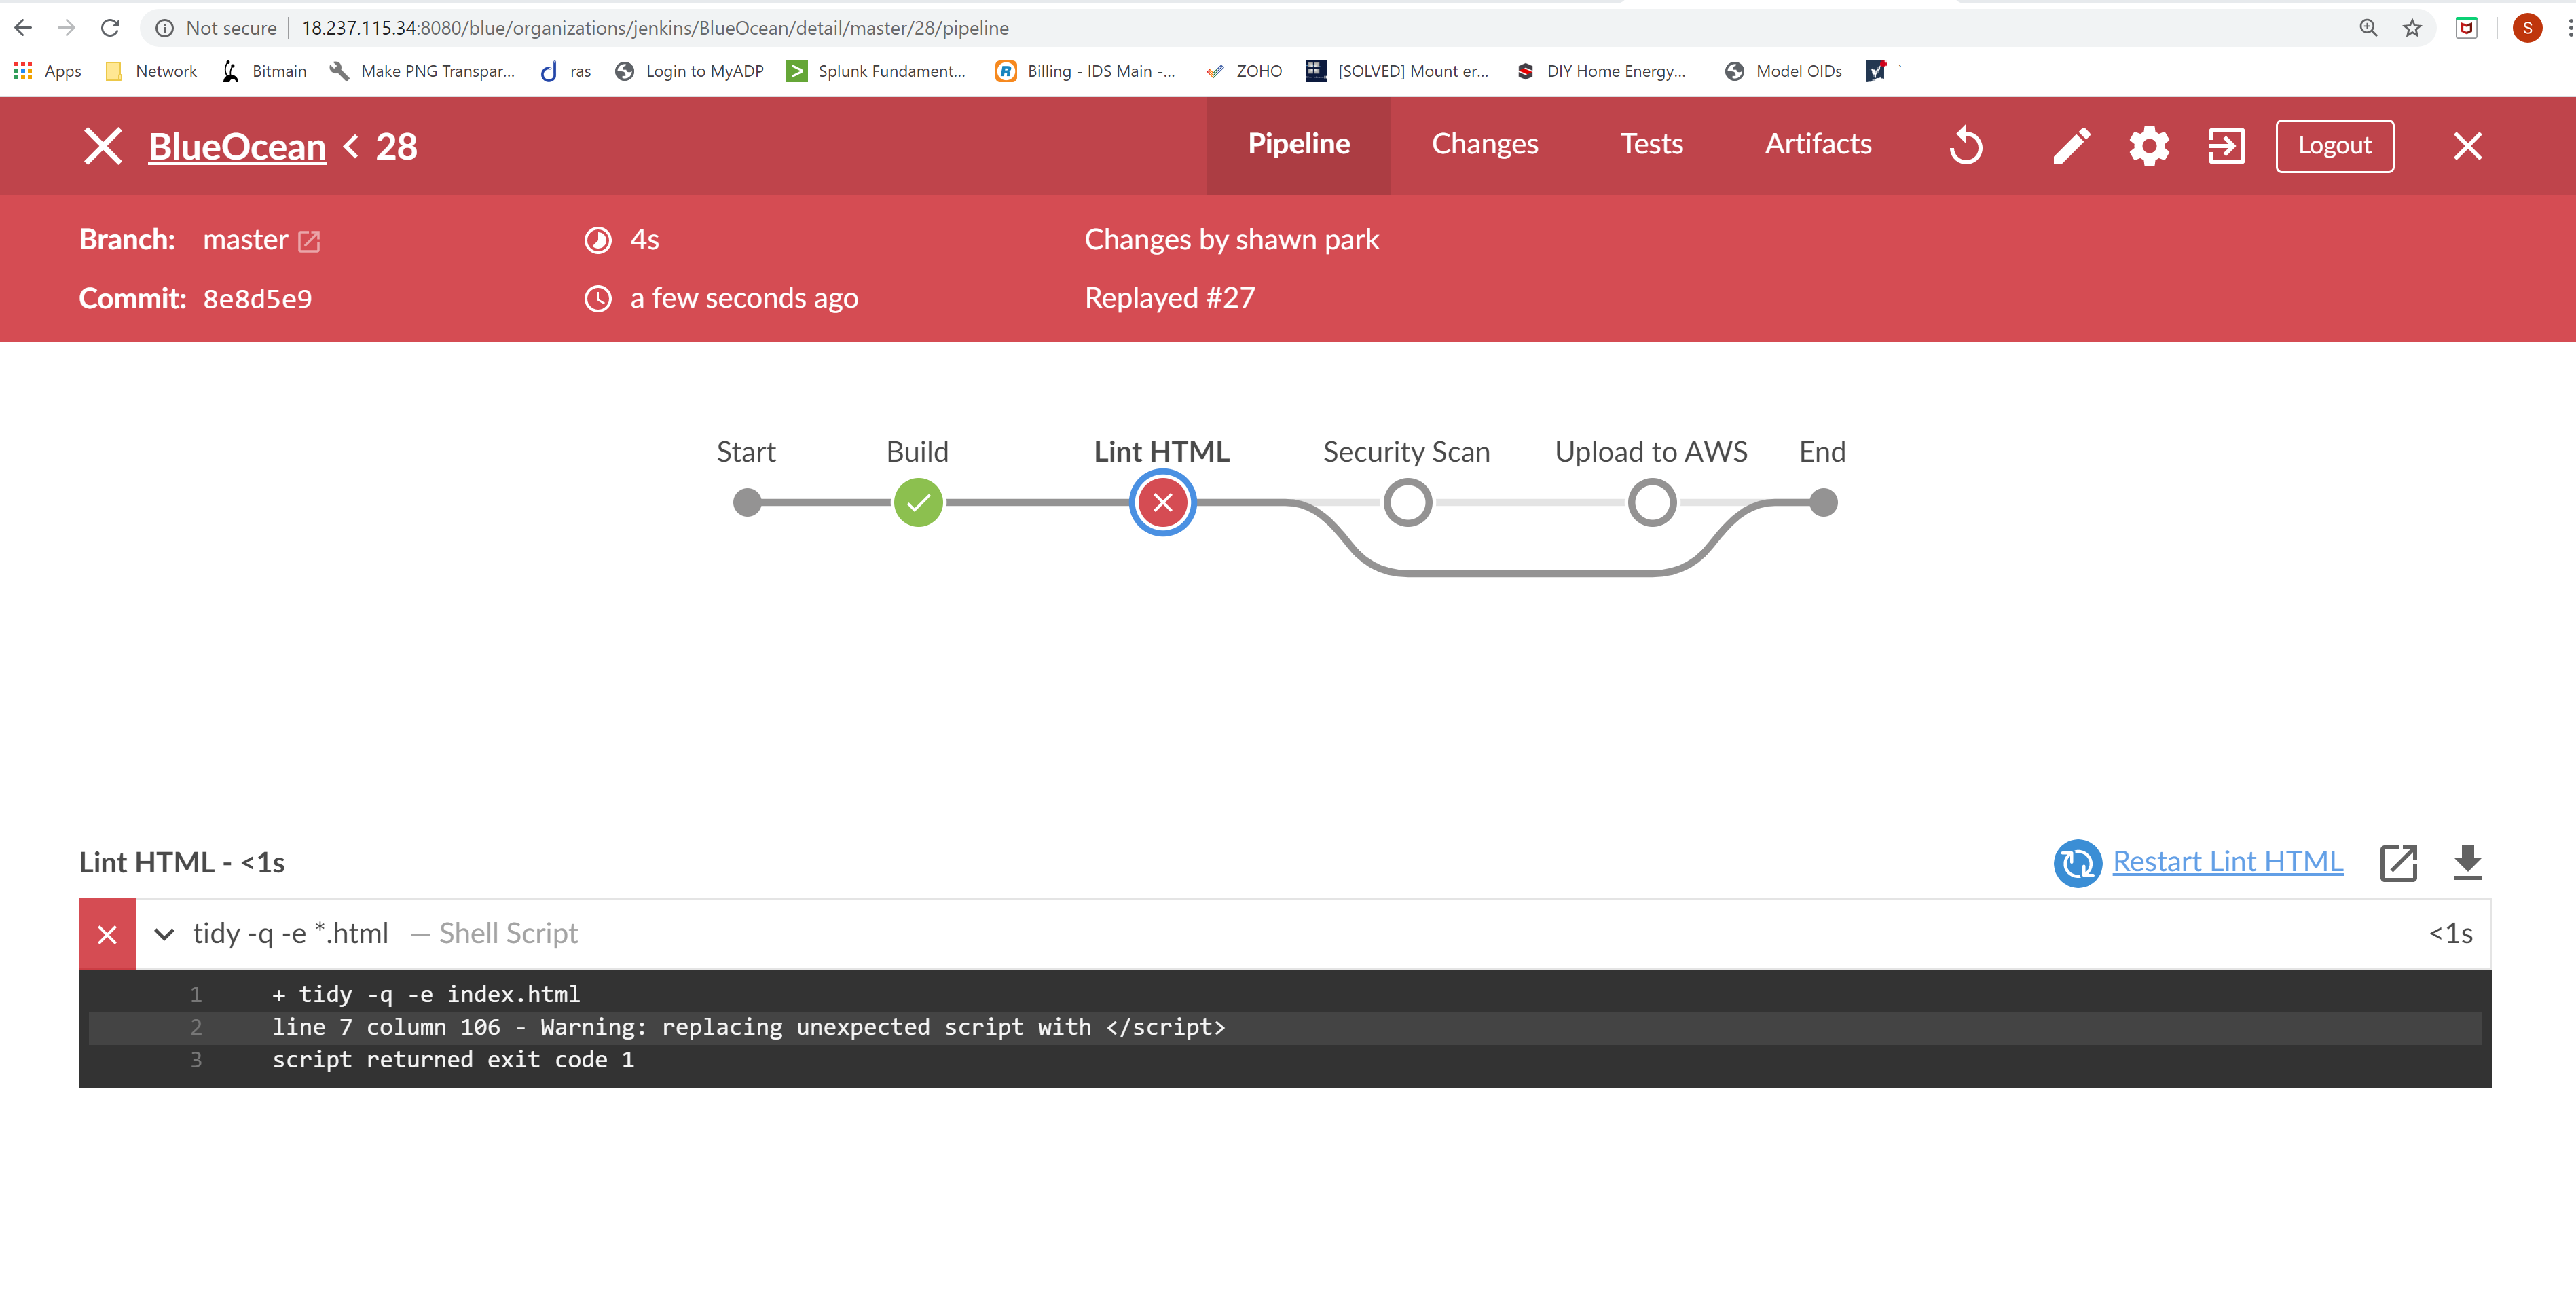 Not secure | 18.237.115.34:8080/blue/organizations/jenkins/BlueOcean/detail/master/28/pipeline S
Apps Network Bitmain Make PNG Transpar... ras Login to MyADP Splunk Fundament... Billing - IDS Main -... ZOHO [SOLVED] Mount er... DIY Home Energy... Model OIDs `
BlueOcean < 28 Pipeline Changes Tests Artifacts Logout
Branch: master 4s Changes by shawn park
Commit: 8e8d5e9 a few seconds ago Replayed #27
Start Build Lint HTML Security Scan Upload to AWS End
Lint HTML - <1s Restart Lint HTML
tidy -q -e *.html — Shell Script <1s
1 + tidy -q -e index.html
2 line 7 column 106 - Warning: replacing unexpected script with </script>
3 script returned exit code 1